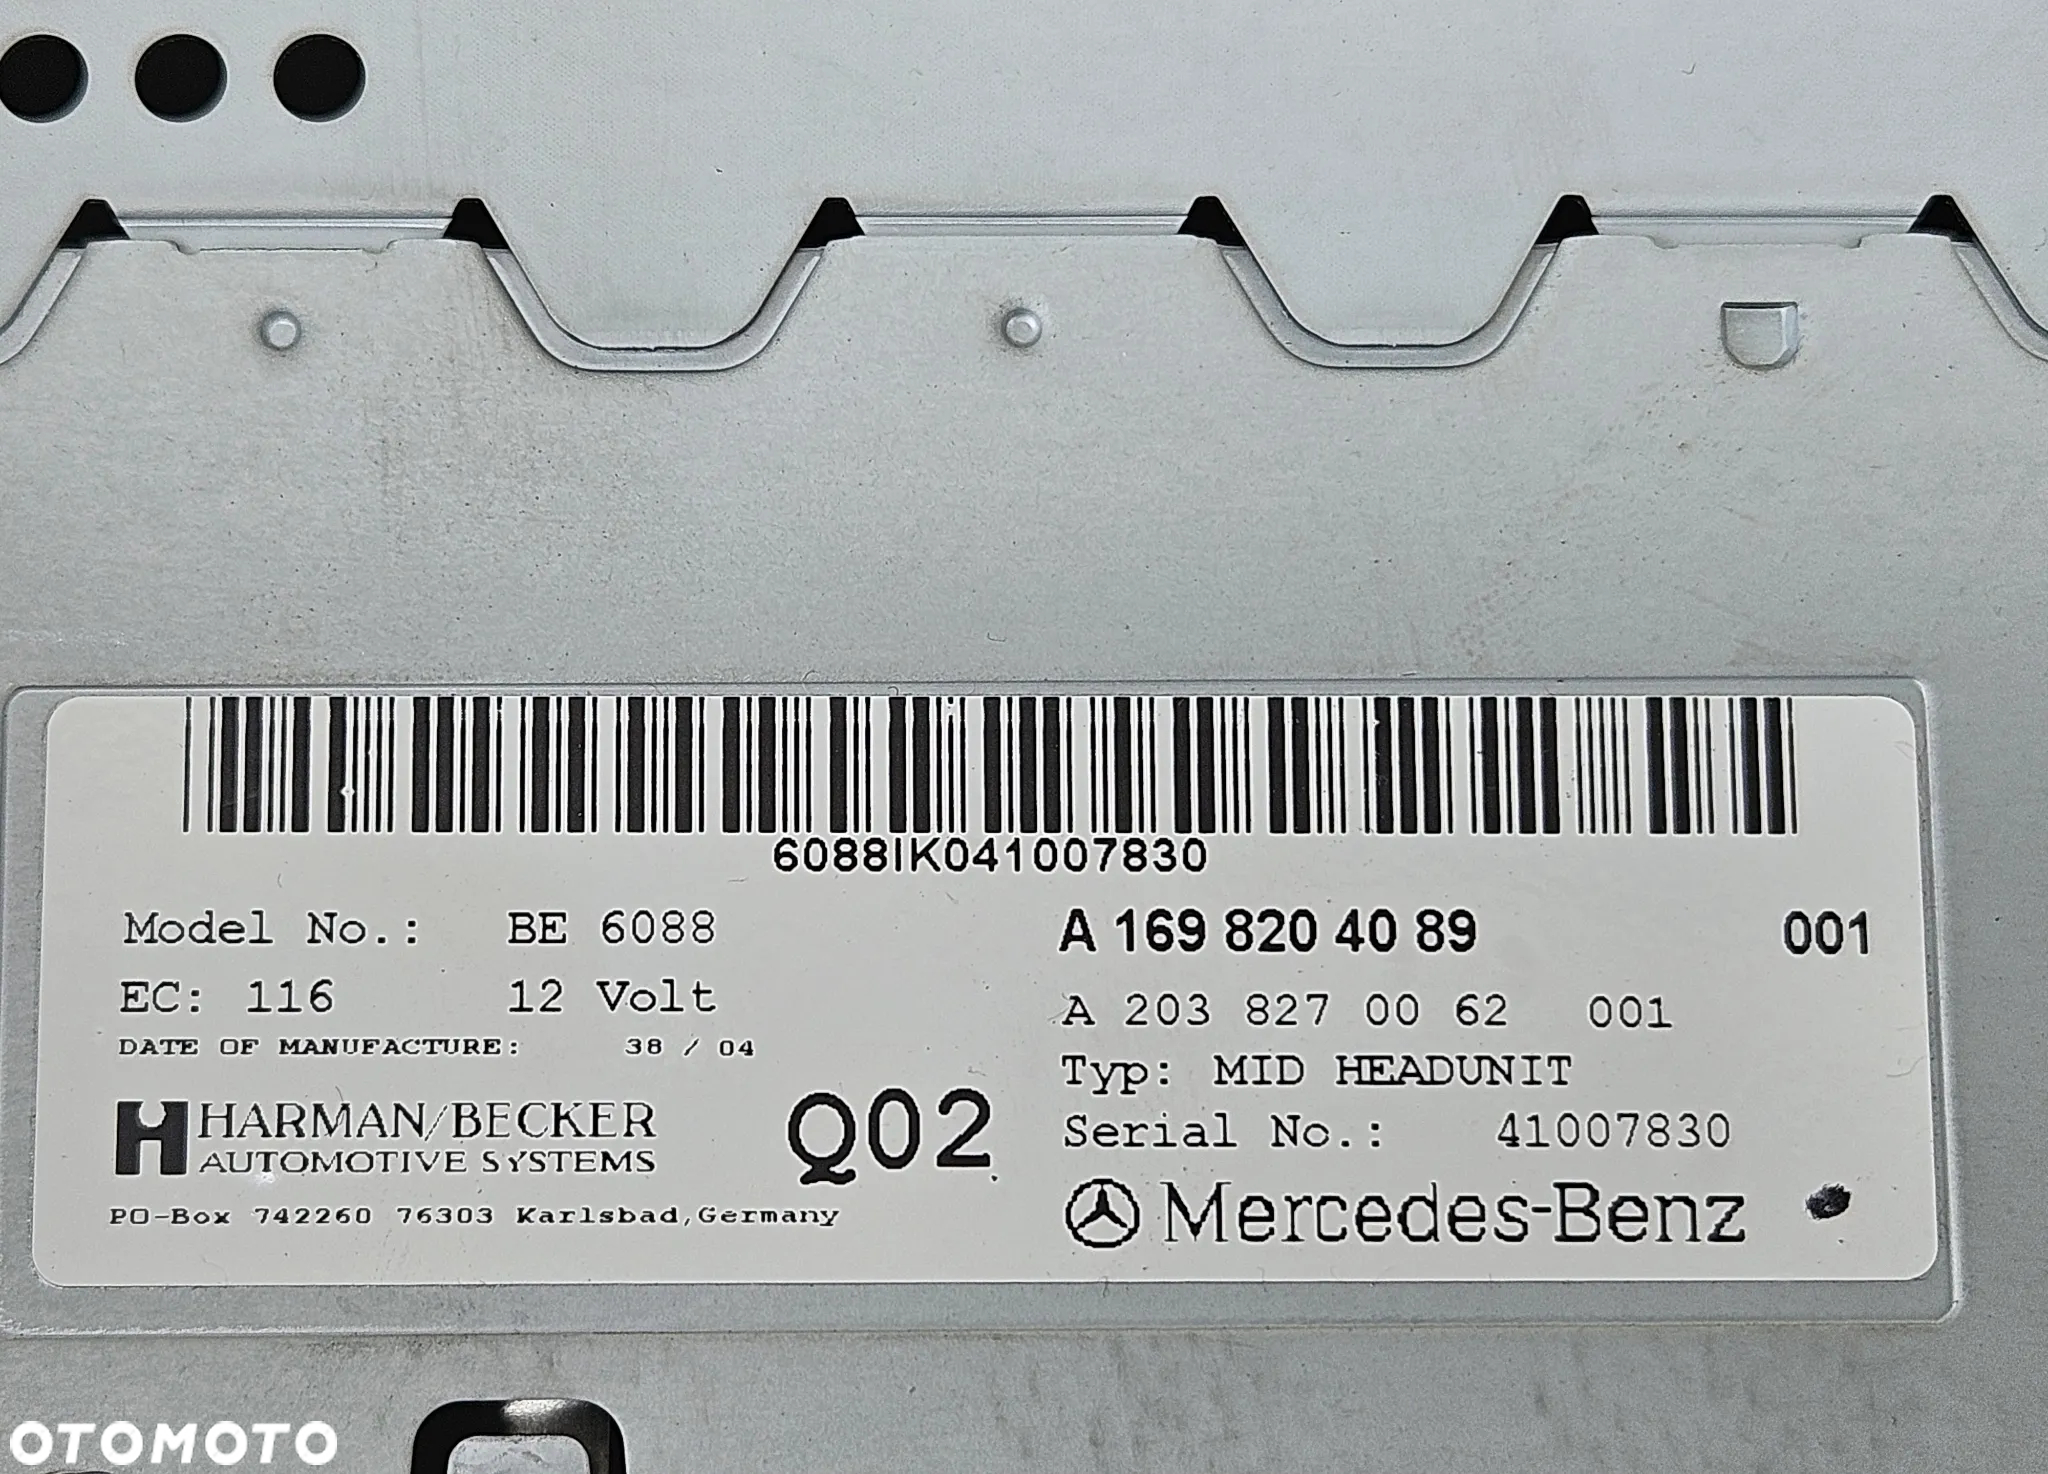 6088IK041007830
Model No.: BE 6088
EC: 116 12 Volt
DATE OF MANUFACTURE: 38 / 04
HARMAN/BECKER
AUTOMOTIVE SYSTEMS
Q02
PO-Box 742260 76303 Karlsbad,Germany
A 169 820 40 89 001
A 203 827 00 62 001
Typ: MID HEADUNIT
Serial No.: 41007830
Mercedes-Benz
OTOMOTO